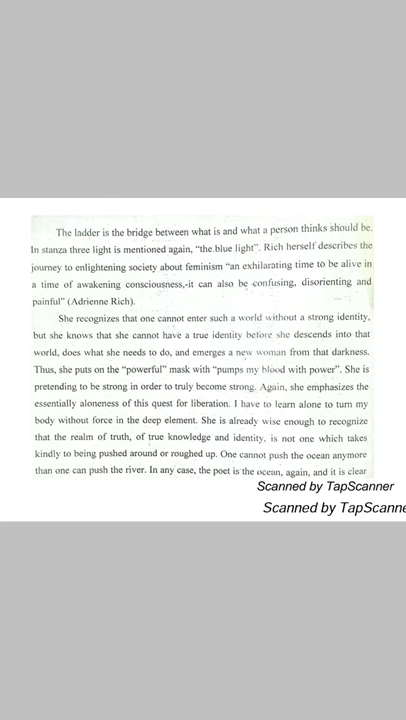 The ladder is the bridge between what is and what a person thinks should be.
In stanza three light is mentioned again, “the blue light”. Rich herself describes the
journey to enlightening society about feminism “an exhilarating time to be alive in
a time of awakening consciousness,-it can also be confusing, disorienting and
painful” (Adrienne Rich).
She recognizes that one cannot enter such a world without a strong identity,
but she knows that she cannot have a true identity before she descends into that
world, does what she needs to do, and emerges a new woman from that darkness.
Thus, she puts on the “powerful” mask with “pumps my blood with power”. She is
pretending to be strong in order to truly become strong. Again, she emphasizes the
essentially aloneness of this quest for liberation. I have to learn alone to turn my
body without force in the deep element. She is already wise enough to recognize
that the realm of truth, of true knowledge and identity, is not one which takes
kindly to being pushed around or roughed up. One cannot push the ocean anymore
than one can push the river. In any case, the poet is the ocean, again, and it is clear
Scanned by TapScanner
Scanned by TapScanne